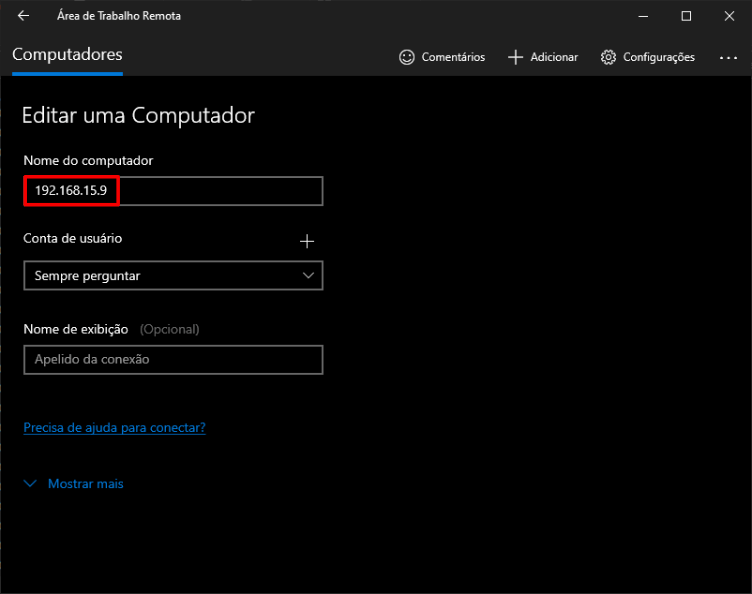 Área de Trabalho Remota
Computadores
Comentários
Adicionar
Configurações
Editar uma Computador
Nome do computador
192.168.15.9
Conta de usuário
Sempre perguntar
Nome de exibição (Opcional)
Apelido da conexão
Precisa de ajuda para conectar?
Mostrar mais